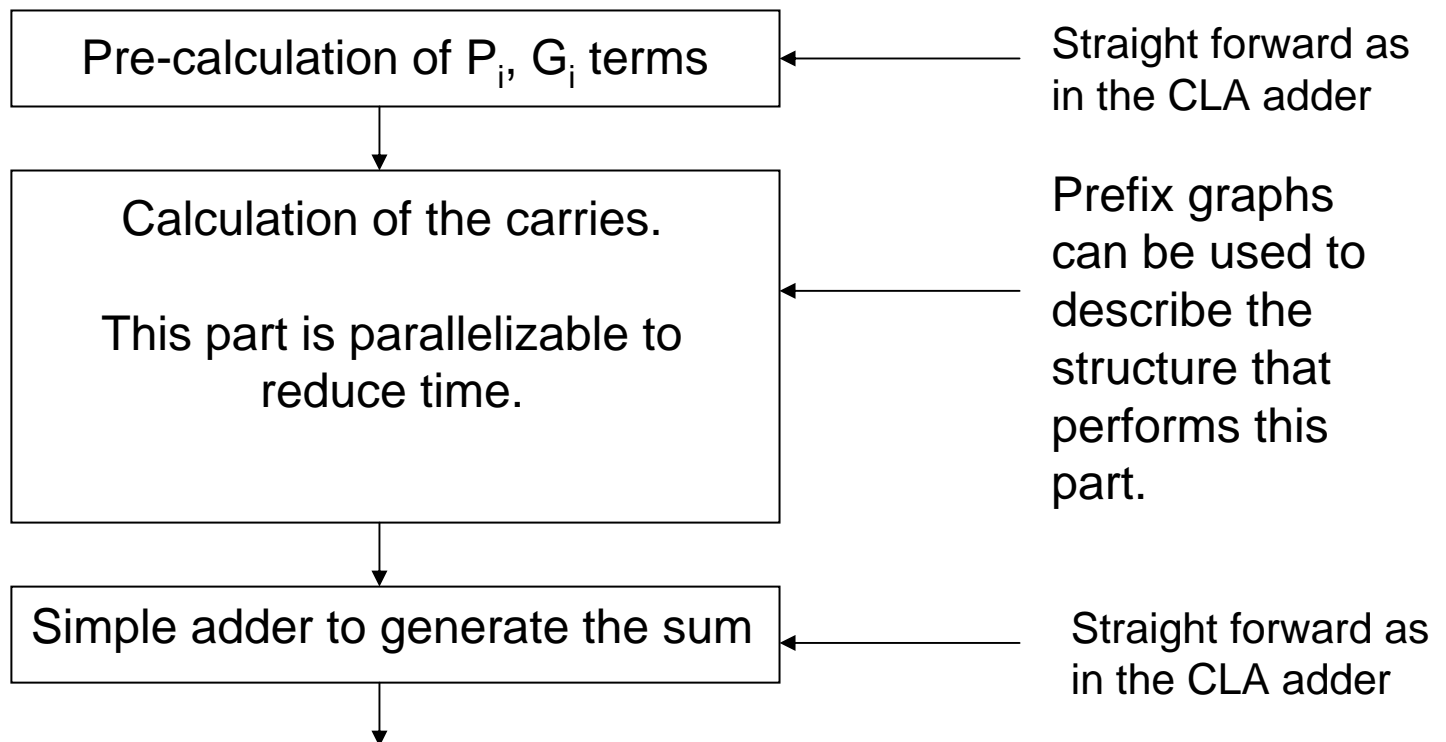 Pre-calculation of Pi, Gi terms
Straight forward as
in the CLA adder
Calculation of the carries.
This part is parallelizable to
reduce time.
Prefix graphs
can be used to
describe the
structure that
performs this
part.
Simple adder to generate the sum
Straight forward as
in the CLA adder